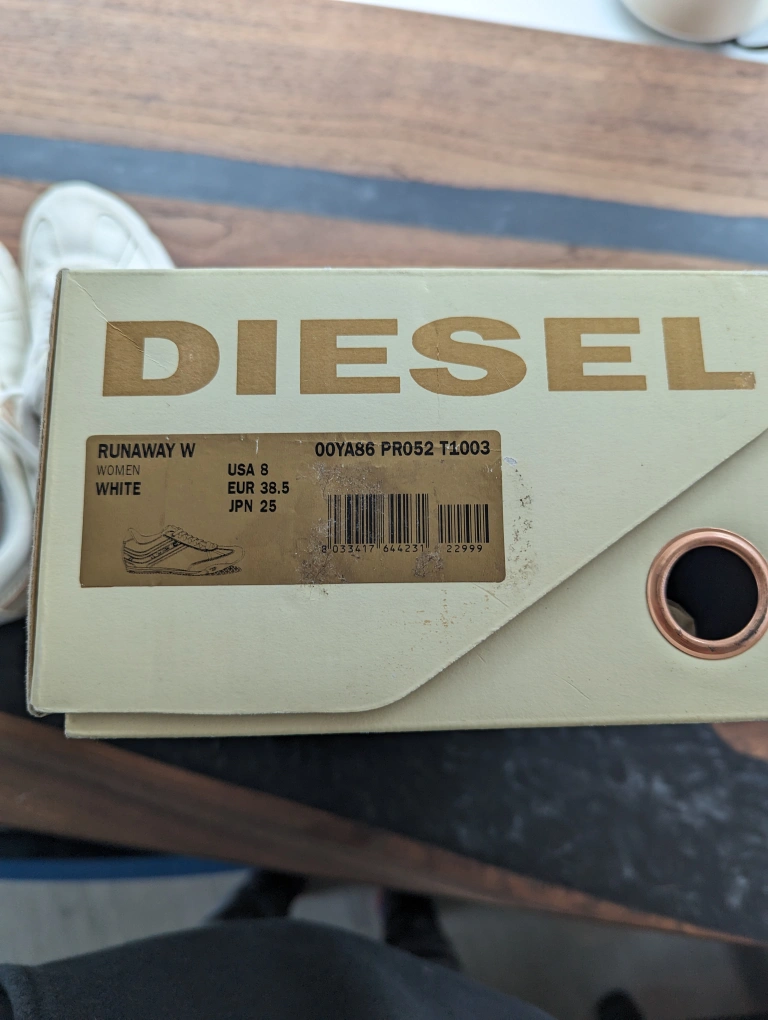 DIESEL
RUNAWAY W 00YA86 PR052 T1003
WOMEN USA 8
WHITE EUR 38.5
JPN 25
8 033417 644231 22999